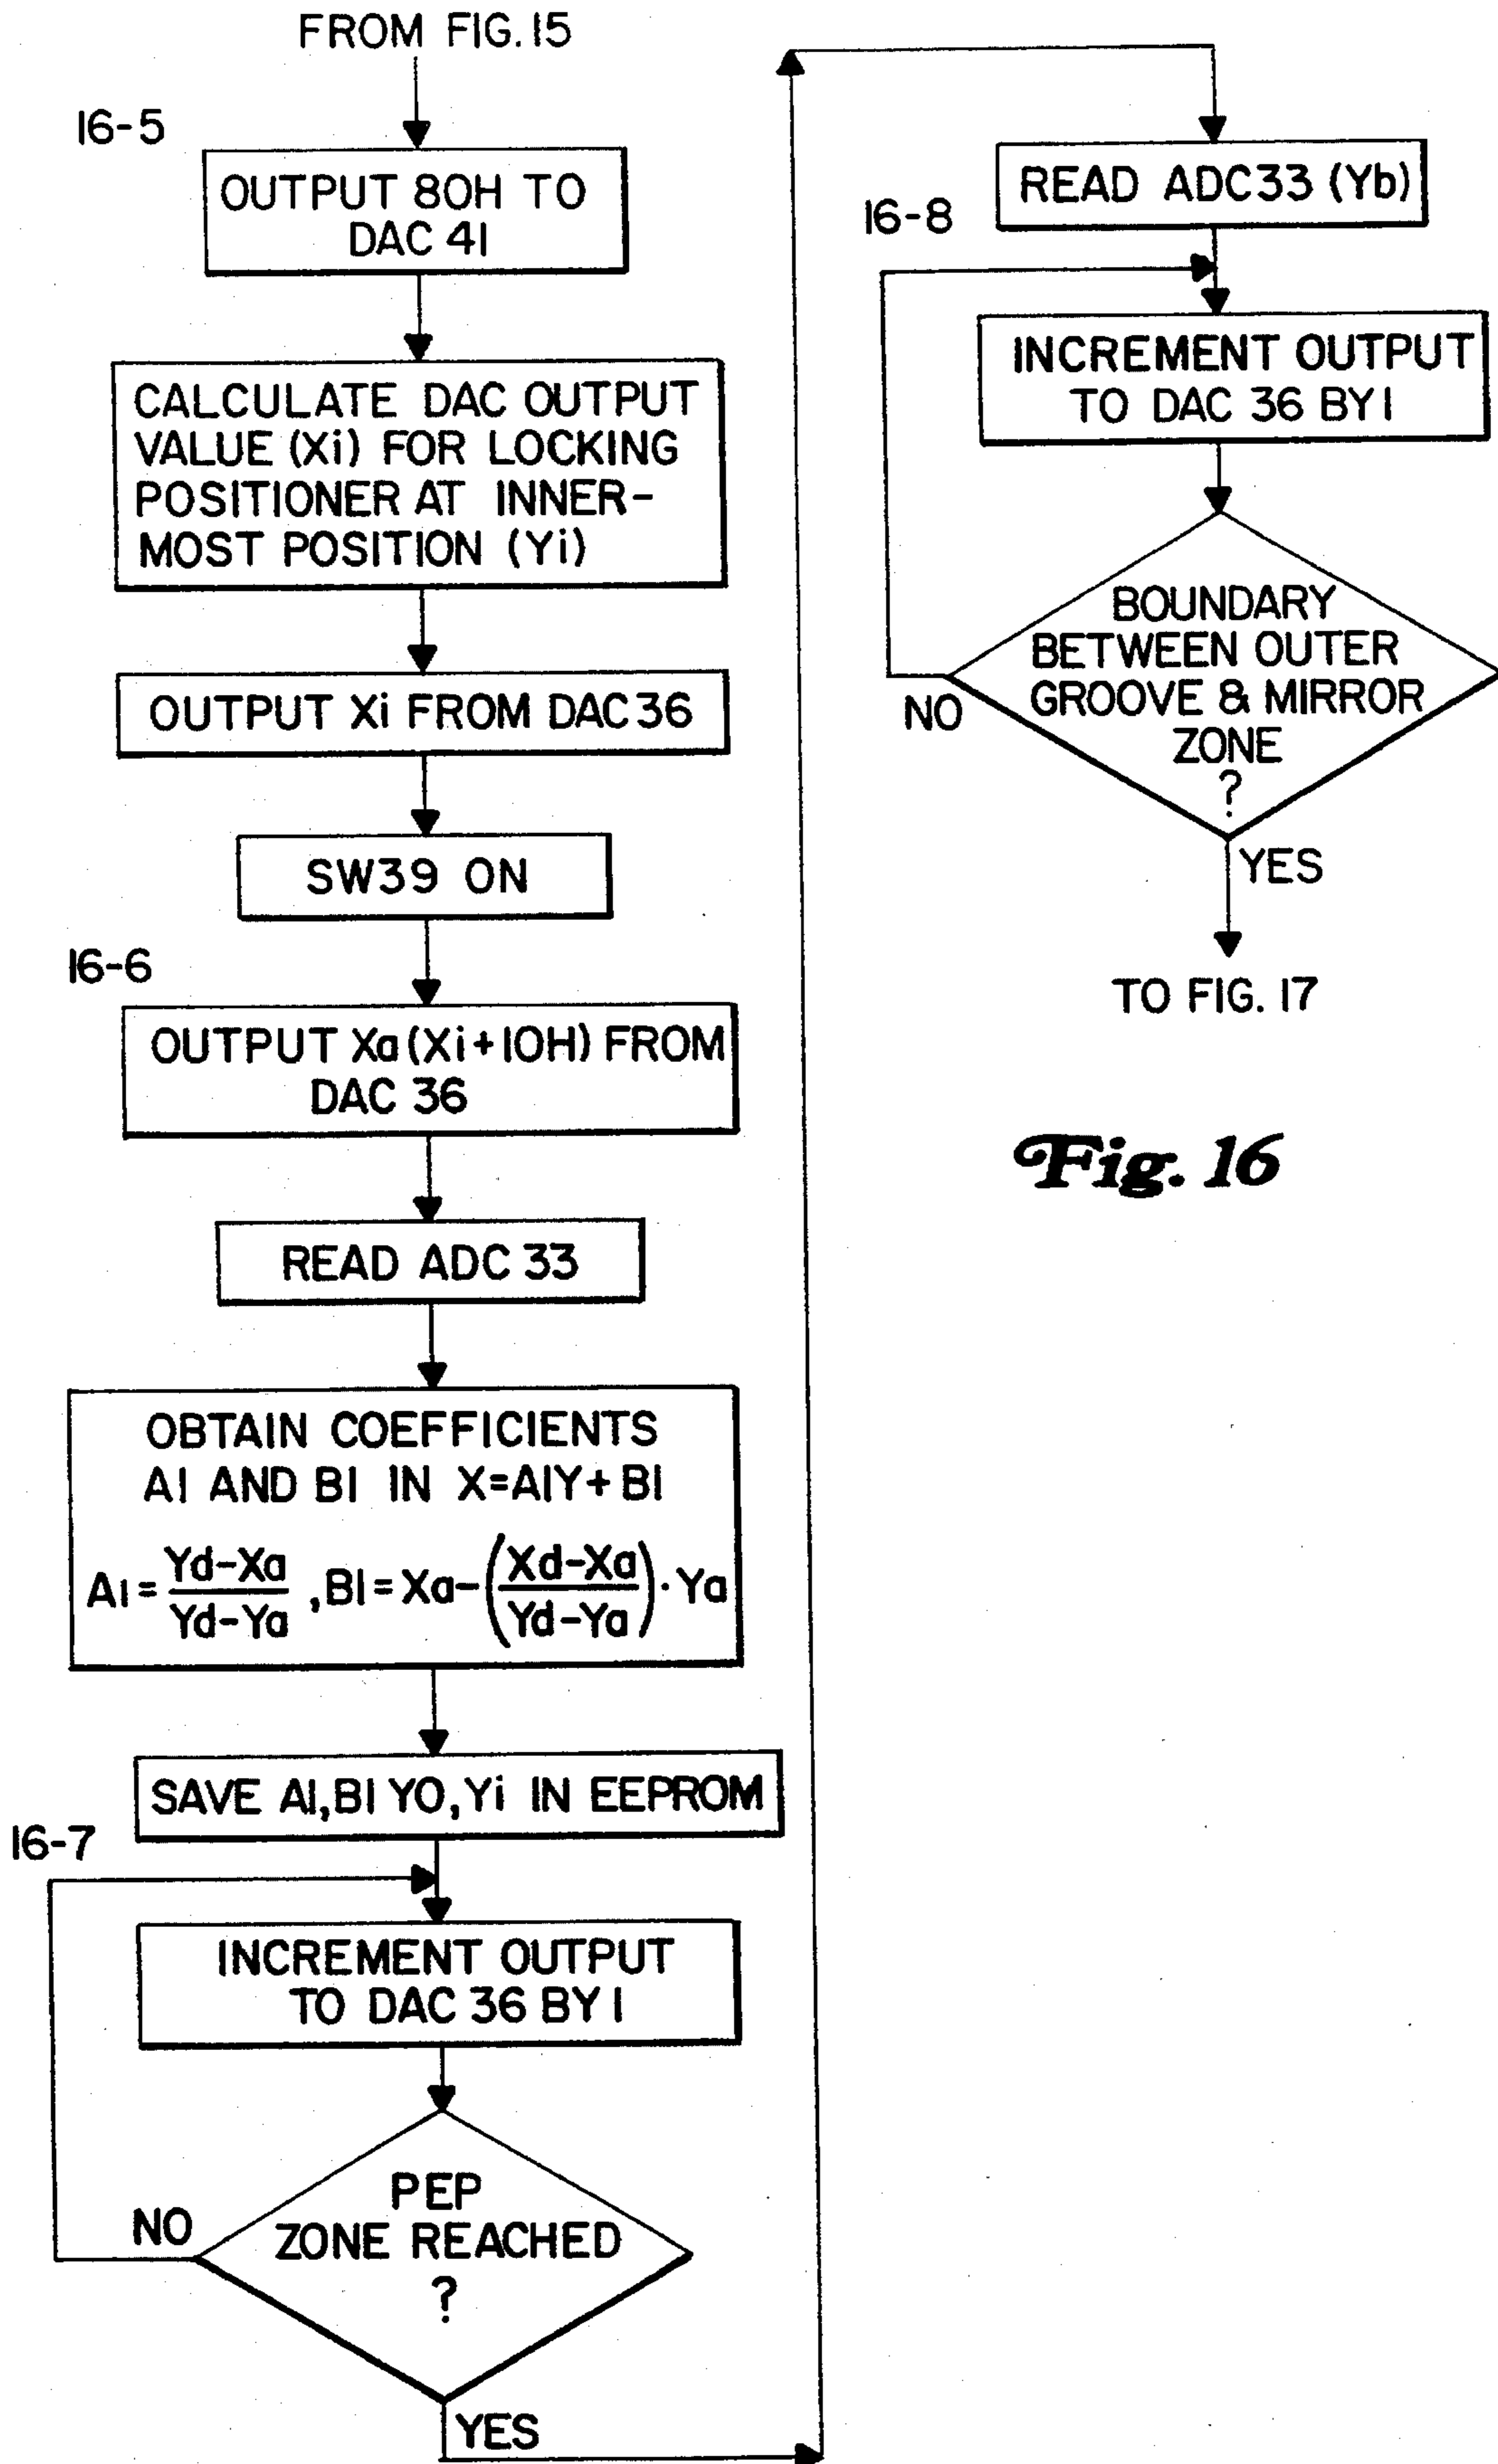 FROM FIG. 15
16-5
OUTPUT 80H TO
DAC 41
CALCULATE DAC OUTPUT
VALUE (Xi) FOR LOCKING
POSITIONER AT INNER-
MOST POSITION (Yi)
OUTPUT Xi FROM DAC 36
SW39 ON
16-6
OUTPUT Xa (Xi+10H) FROM
DAC 36
READ ADC 33
OBTAIN COEFFICIENTS
A1 AND B1 IN X=A1Y+B1
A1 = (Yd-Xa)/(Yd-Ya), B1 = Xa-((Xd-Xa)/(Yd-Ya))·Ya
SAVE A1,B1 YO,Yi IN EEPROM
16-7
INCREMENT OUTPUT
TO DAC 36 BY 1
PEP
ZONE REACHED
?
NO
YES
READ ADC33 (Yb)
16-8
INCREMENT OUTPUT
TO DAC 36 BY 1
BOUNDARY
BETWEEN OUTER
GROOVE & MIRROR
ZONE
?
NO
YES
TO FIG. 17
Fig. 16